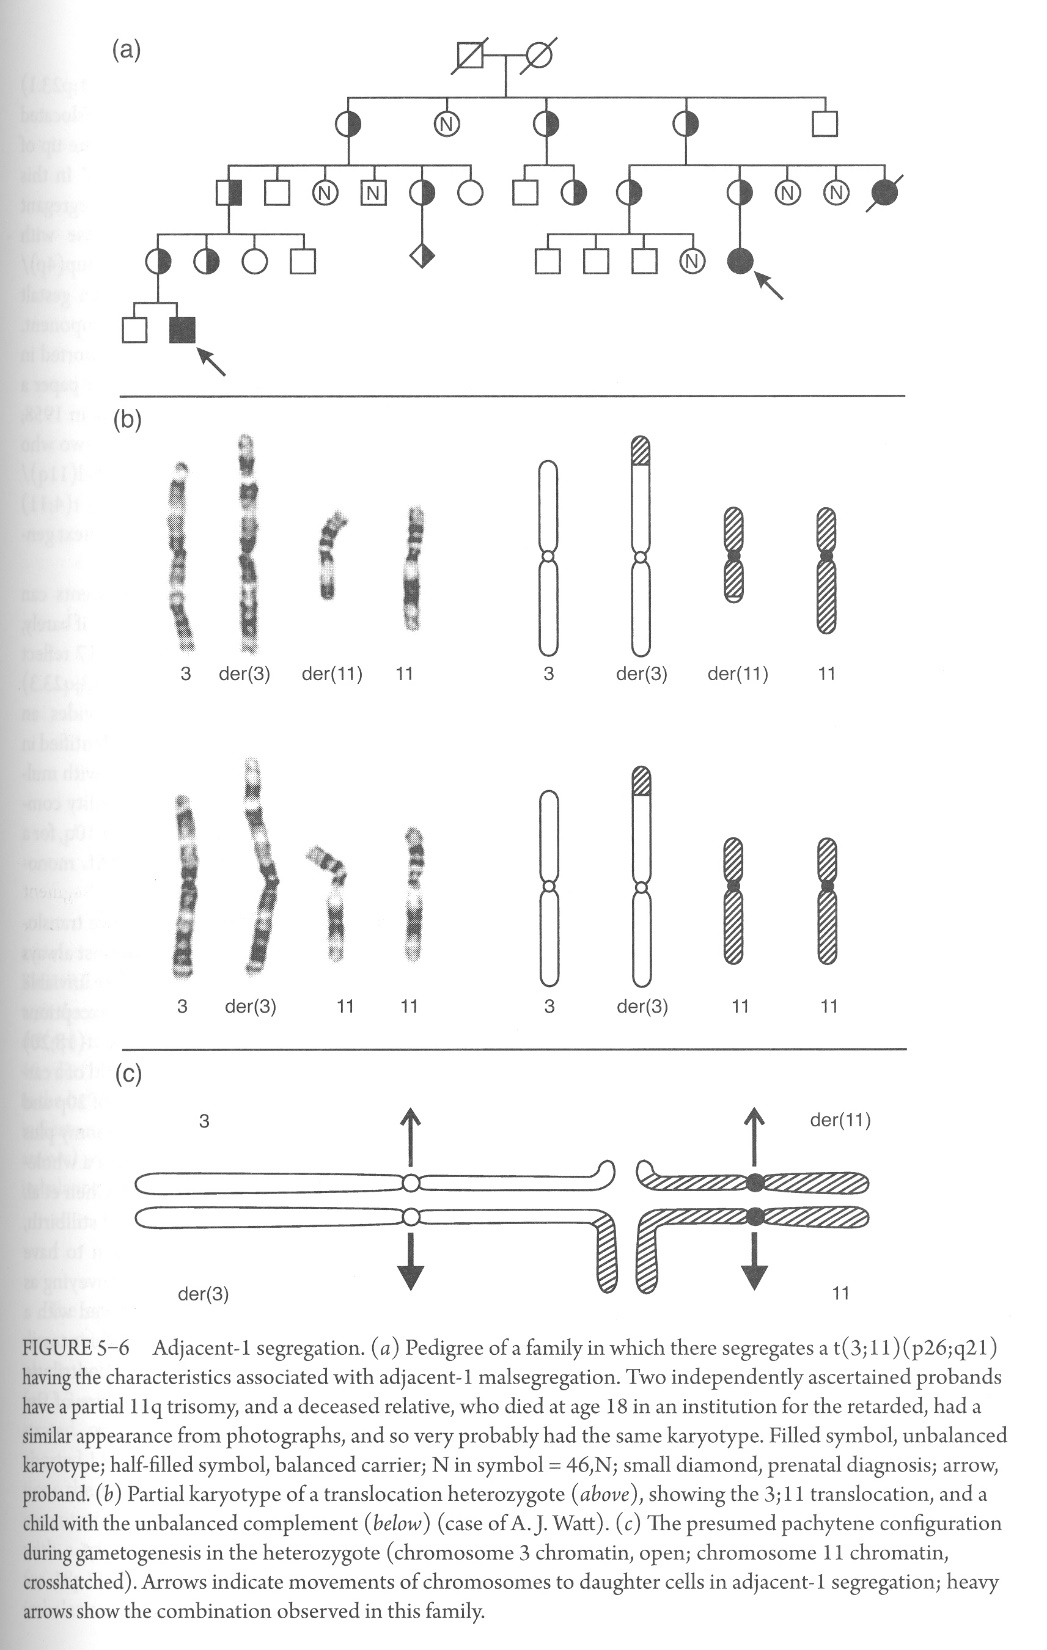 (a)
N
N
N
N
N
N
(b)
3
der(3)
der(11)
11
3
der(3)
der(11)
11
3
der(3)
11
11
3
der(3)
11
11
(c)
3
der(11)
der(3)
11
FIGURE 5–6 Adjacent-1 segregation. (a) Pedigree of a family in which there segregates a t(3;11)(p26;q21)
having the characteristics associated with adjacent-1 malsegregation. Two independently ascertained probands
have a partial 11q trisomy, and a deceased relative, who died at age 18 in an institution for the retarded, had a
similar appearance from photographs, and so very probably had the same karyotype. Filled symbol, unbalanced
karyotype; half-filled symbol, balanced carrier; N in symbol = 46,N; small diamond, prenatal diagnosis; arrow,
proband. (b) Partial karyotype of a translocation heterozygote (above), showing the 3;11 translocation, and a
child with the unbalanced complement (below) (case of A. J. Watt). (c) The presumed pachytene configuration
during gametogenesis in the heterozygote (chromosome 3 chromatin, open; chromosome 11 chromatin,
crosshatched). Arrows indicate movements of chromosomes to daughter cells in adjacent-1 segregation; heavy
arrows show the combination observed in this family.